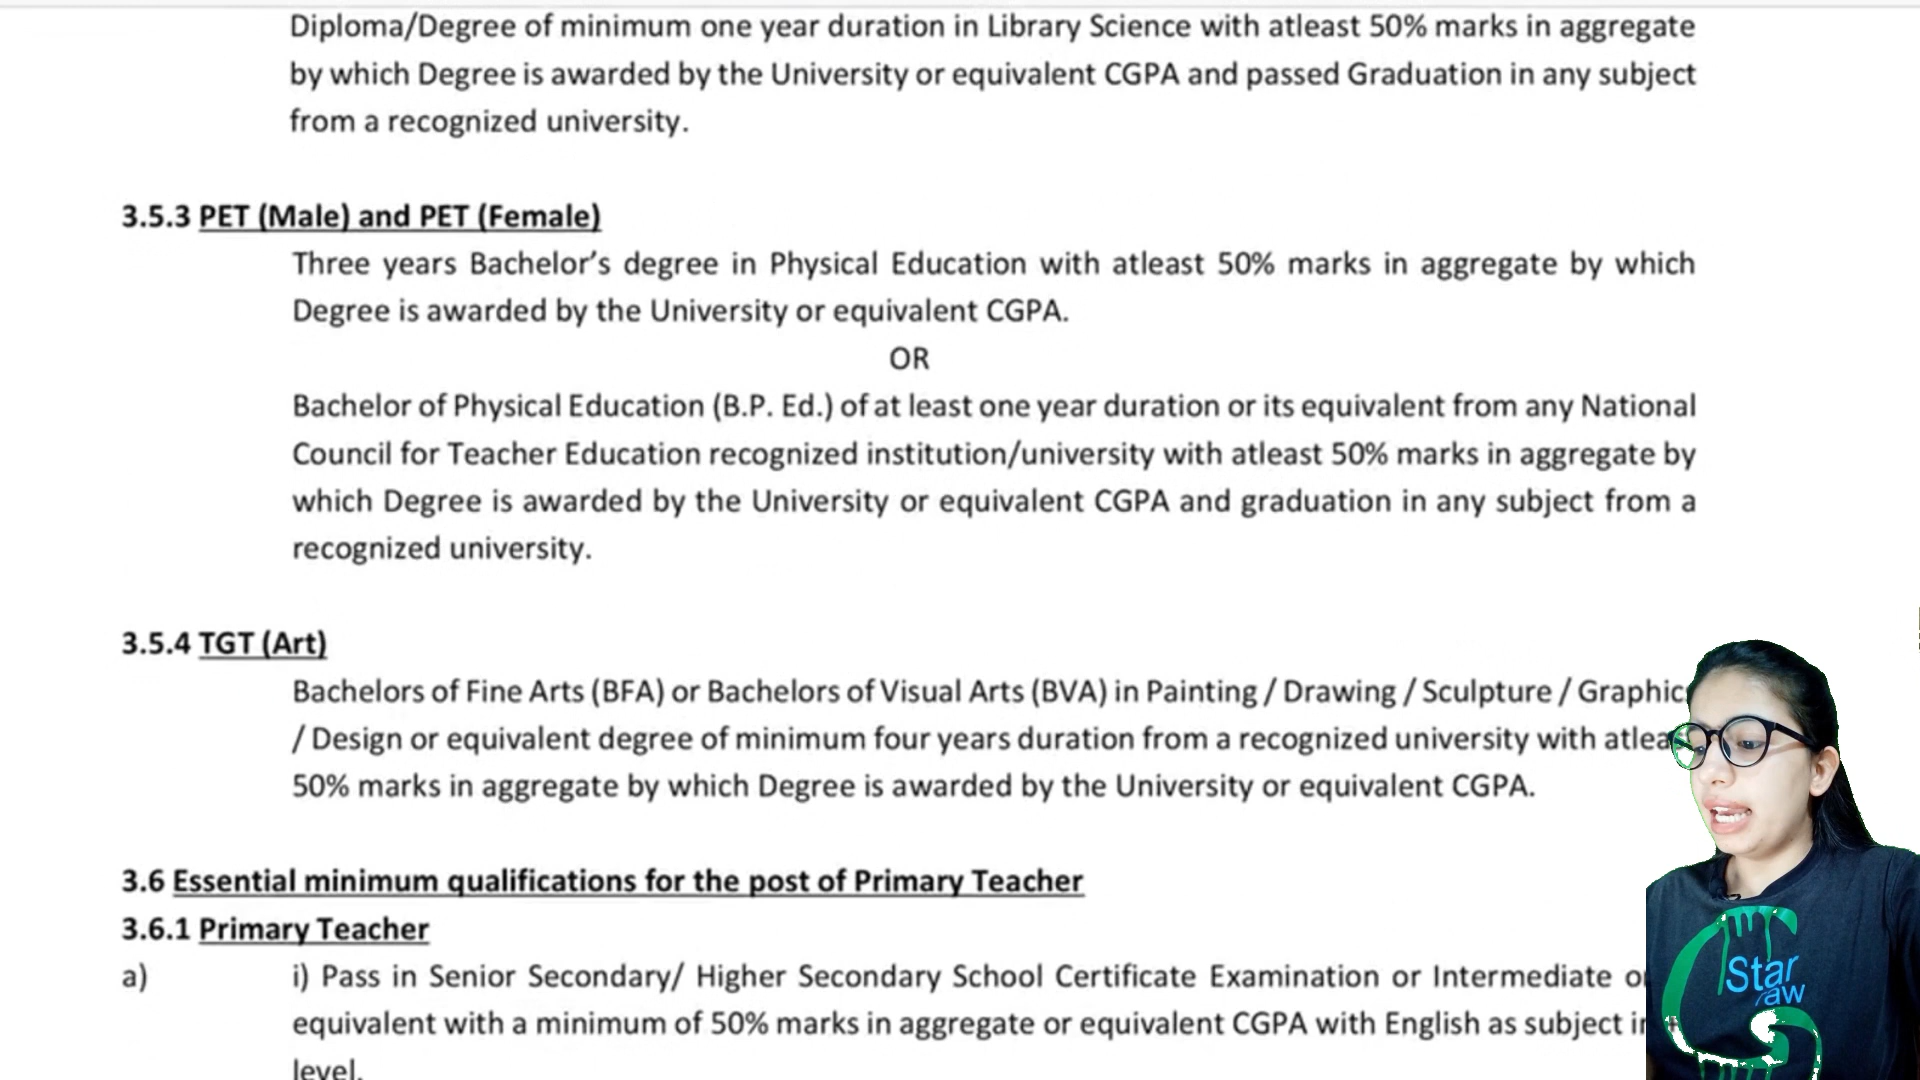 Diploma/Degree of minimum one year duration in Library Science with atleast 50% marks in aggregate
by which Degree is awarded by the University or equivalent CGPA and passed Graduation in any subject
from a recognized university.
3.5.3 PET (Male) and PET (Female)
Three years Bachelor’s degree in Physical Education with atleast 50% marks in aggregate by which
Degree is awarded by the University or equivalent CGPA.
OR
Bachelor of Physical Education (B.P. Ed.) of at least one year duration or its equivalent from any National
Council for Teacher Education recognized institution/university with atleast 50% marks in aggregate by
which Degree is awarded by the University or equivalent CGPA and graduation in any subject from a
recognized university.
3.5.4 TGT (Art)
Bachelors of Fine Arts (BFA) or Bachelors of Visual Arts (BVA) in Painting / Drawing / Sculpture / Graphic
/ Design or equivalent degree of minimum four years duration from a recognized university with
50% marks in aggregate by which Degree is awarded by the University or equivalent CGPA.
3.6 Essential minimum qualifications for the post of Primary Teacher
3.6.1 Primary Teacher
a) i) Pass in Senior Secondary/ Higher Secondary School Certificate Examination or Intermediate
equivalent with a minimum of 50% marks in aggregate or equivalent CGPA with English as subject
level.
Star
raw